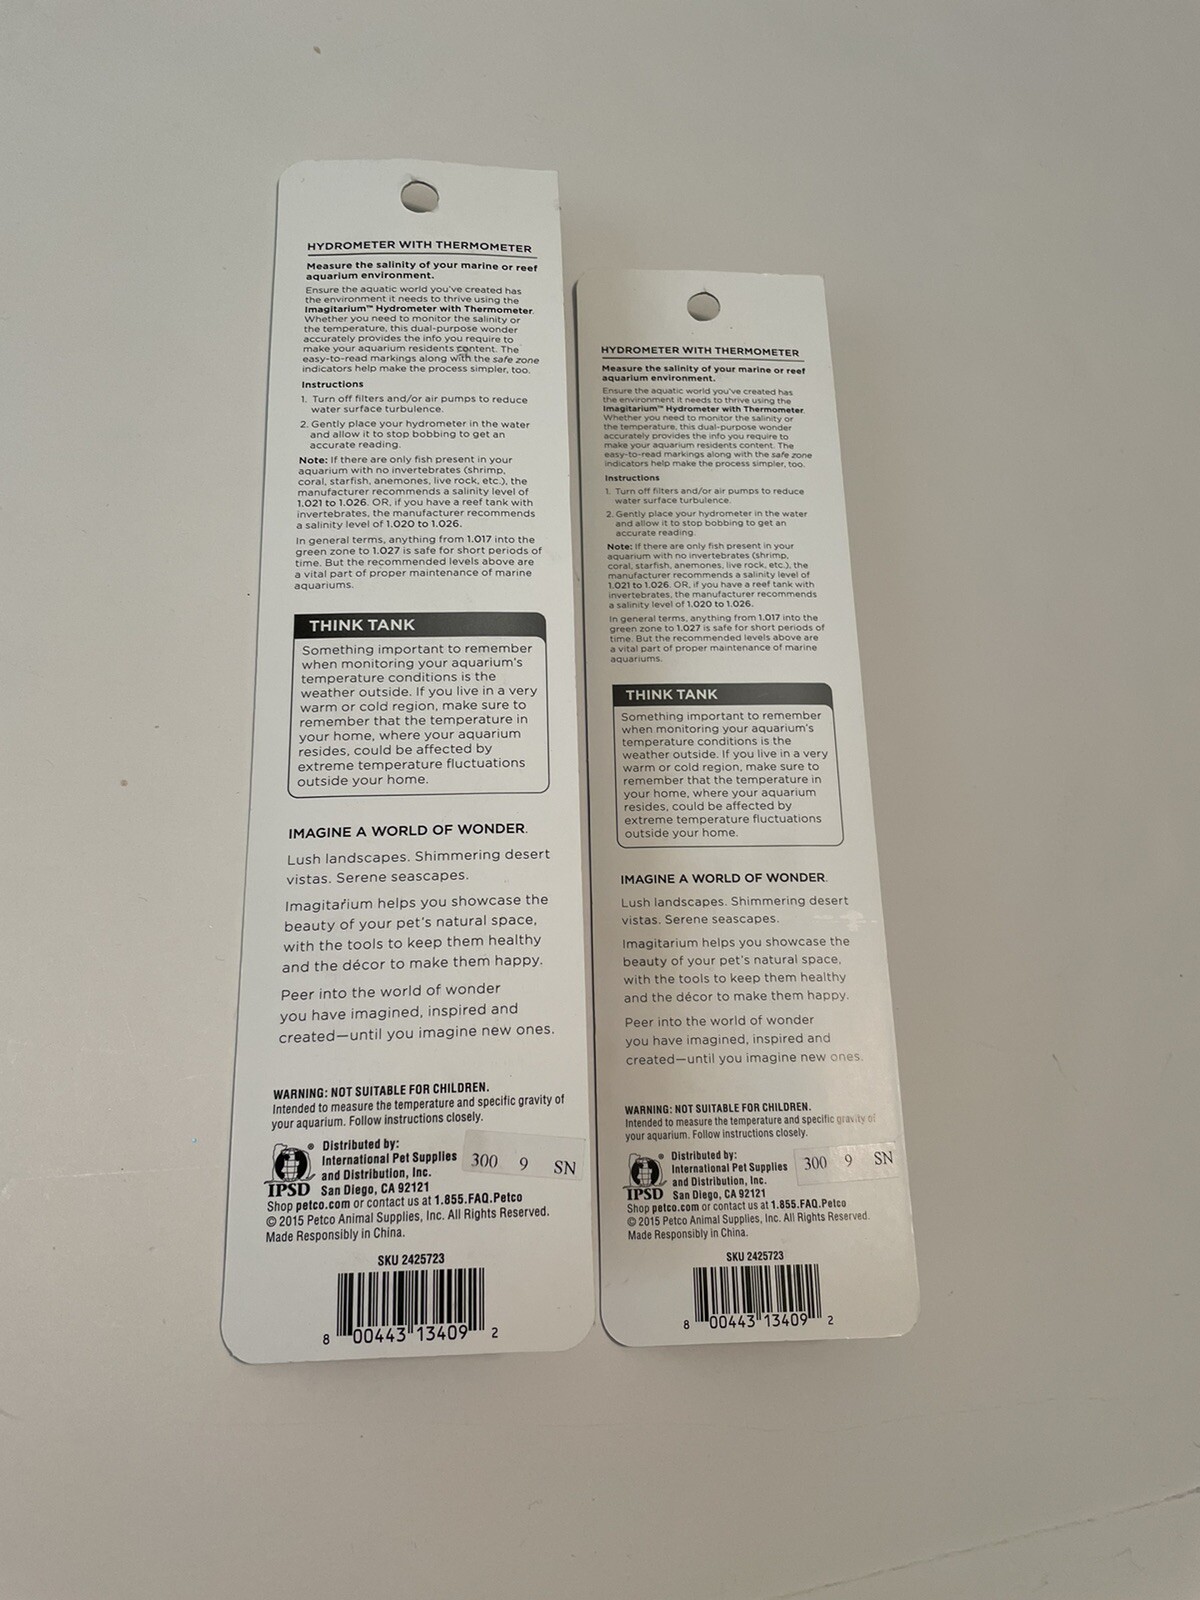 HYDROMETER WITH THERMOMETER
Measure the salinity of your marine or reef
aquarium environment.
Ensure the aquatic world you've created has
the environment it needs to thrive using the
Imagitarium™ Hydrometer with Thermometer.
Whether you need to monitor the salinity or
the temperature, this dual-purpose wonder
accurately provides the info you require to
make your aquarium residents content. The
easy-to-read markings along with the safe zone
indicators help make the process simpler, too.
Instructions
1. Turn off filters and/or air pumps to reduce
water surface turbulence.
2. Gently place your hydrometer in the water
and allow it to stop bobbing to get an
accurate reading.
Note: If there are only fish present in your
aquarium with no invertebrates (shrimp,
coral, starfish, anemones, live rock, etc.), the
manufacturer recommends a salinity level of
1.021 to 1.026. OR, if you have a reef tank with
invertebrates, the manufacturer recommends
a salinity level of 1.020 to 1.026.
In general terms, anything from 1.017 into the
green zone to 1.027 is safe for short periods of
time. But the recommended levels above are
a vital part of proper maintenance of marine
aquariums.
THINK TANK
Something important to remember
when monitoring your aquarium's
temperature conditions is the
weather outside. If you live in a very
warm or cold region, make sure to
remember that the temperature in
your home, where your aquarium
resides, could be affected by
extreme temperature fluctuations
outside your home.
IMAGINE A WORLD OF WONDER.
Lush landscapes. Shimmering desert
vistas. Serene seascapes.
Imagitarium helps you showcase the
beauty of your pet's natural space,
with the tools to keep them healthy
and the décor to make them happy.
Peer into the world of wonder
you have imagined, inspired and
created—until you imagine new ones.
WARNING: NOT SUITABLE FOR CHILDREN.
Intended to measure the temperature and specific gravity of
your aquarium. Follow instructions closely.
® Distributed by:
International Pet Supplies
and Distribution, Inc.
IPSD San Diego, CA 92121
300 9 SN
Shop petco.com or contact us at 1.855.FAQ.Petco
© 2015 Petco Animal Supplies, Inc. All Rights Reserved.
Made Responsibly in China.
SKU 2425723
8 00443 13409 2
HYDROMETER WITH THERMOMETER
Measure the salinity of your marine or reef
aquarium environment.
Ensure the aquatic world you've created has
the environment it needs to thrive using the
Imagitarium™ Hydrometer with Thermometer.
Whether you need to monitor the salinity or
the temperature, this dual-purpose wonder
accurately provides the info you require to
make your aquarium residents content. The
easy-to-read markings along with the safe zone
indicators help make the process simpler, too.
Instructions
1. Turn off filters and/or air pumps to reduce
water surface turbulence.
2. Gently place your hydrometer in the water
and allow it to stop bobbing to get an
accurate reading.
Note: If there are only fish present in your
aquarium with no invertebrates (shrimp,
coral, starfish, anemones, live rock, etc.), the
manufacturer recommends a salinity level of
1.021 to 1.026. OR, if you have a reef tank with
invertebrates, the manufacturer recommends
a salinity level of 1.020 to 1.026.
In general terms, anything from 1.017 into the
green zone to 1.027 is safe for short periods of
time. But the recommended levels above are
a vital part of proper maintenance of marine
aquariums.
THINK TANK
Something important to remember
when monitoring your aquarium's
temperature conditions is the
weather outside. If you live in a very
warm or cold region, make sure to
remember that the temperature in
your home, where your aquarium
resides, could be affected by
extreme temperature fluctuations
outside your home.
IMAGINE A WORLD OF WONDER.
Lush landscapes. Shimmering desert
vistas. Serene seascapes.
Imagitarium helps you showcase the
beauty of your pet's natural space,
with the tools to keep them healthy
and the décor to make them happy.
Peer into the world of wonder
you have imagined, inspired and
created—until you imagine new ones.
WARNING: NOT SUITABLE FOR CHILDREN.
Intended to measure the temperature and specific gravity of
your aquarium. Follow instructions closely.
® Distributed by:
International Pet Supplies
and Distribution, Inc.
IPSD San Diego, CA 92121
300 9 SN
Shop petco.com or contact us at 1.855.FAQ.Petco
© 2015 Petco Animal Supplies, Inc. All Rights Reserved.
Made Responsibly in China.
SKU 2425723
8 00443 13409 2